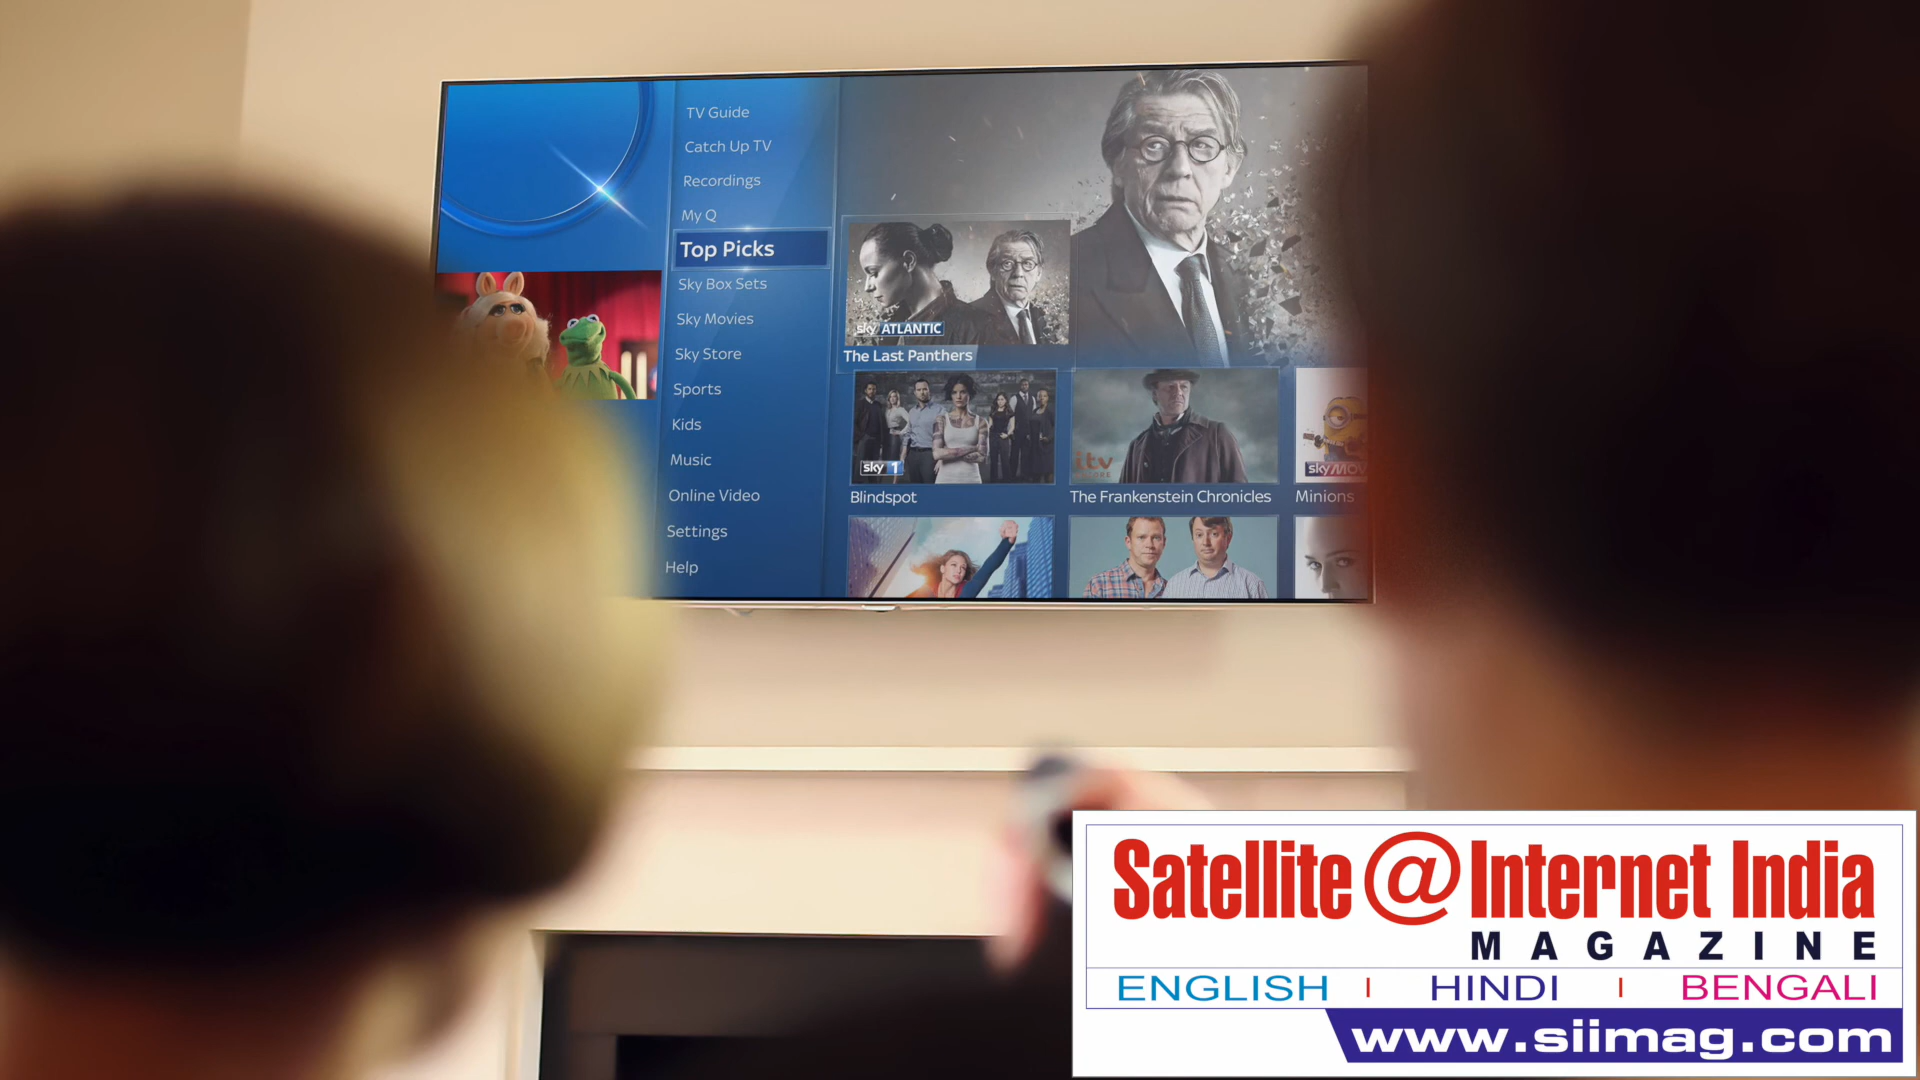 TV Guide
Catch Up TV
Recordings
My Q
Top Picks
Sky Box Sets
Sky Movies
Sky Store
Sports
Kids
Music
Online Video
Settings
Help
sky ATLANTIC
The Last Panthers
sky 1
Blindspot
itv
The Frankenstein Chronicles
sky MOV
Minions
Satellite @ Internet India
MAGAZINE
ENGLISH | HINDI | BENGALI
www.siimag.com